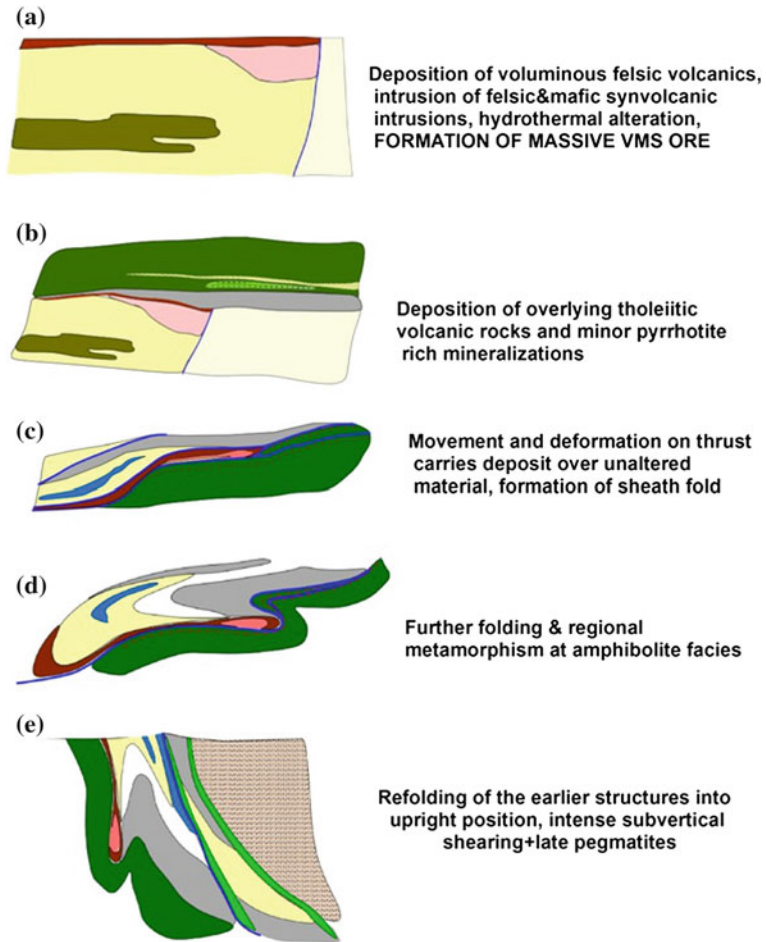 (a)
Deposition of voluminous felsic volcanics,
intrusion of felsic&mafic synvolcanic
intrusions, hydrothermal alteration,
FORMATION OF MASSIVE VMS ORE
(b)
Deposition of overlying tholeiitic
volcanic rocks and minor pyrrhotite
rich mineralizations
(c)
Movement and deformation on thrust
carries deposit over unaltered
material, formation of sheath fold
(d)
Further folding & regional
metamorphism at amphibolite facies
(e)
Refolding of the earlier structures into
upright position, intense subvertical
shearing+late pegmatites